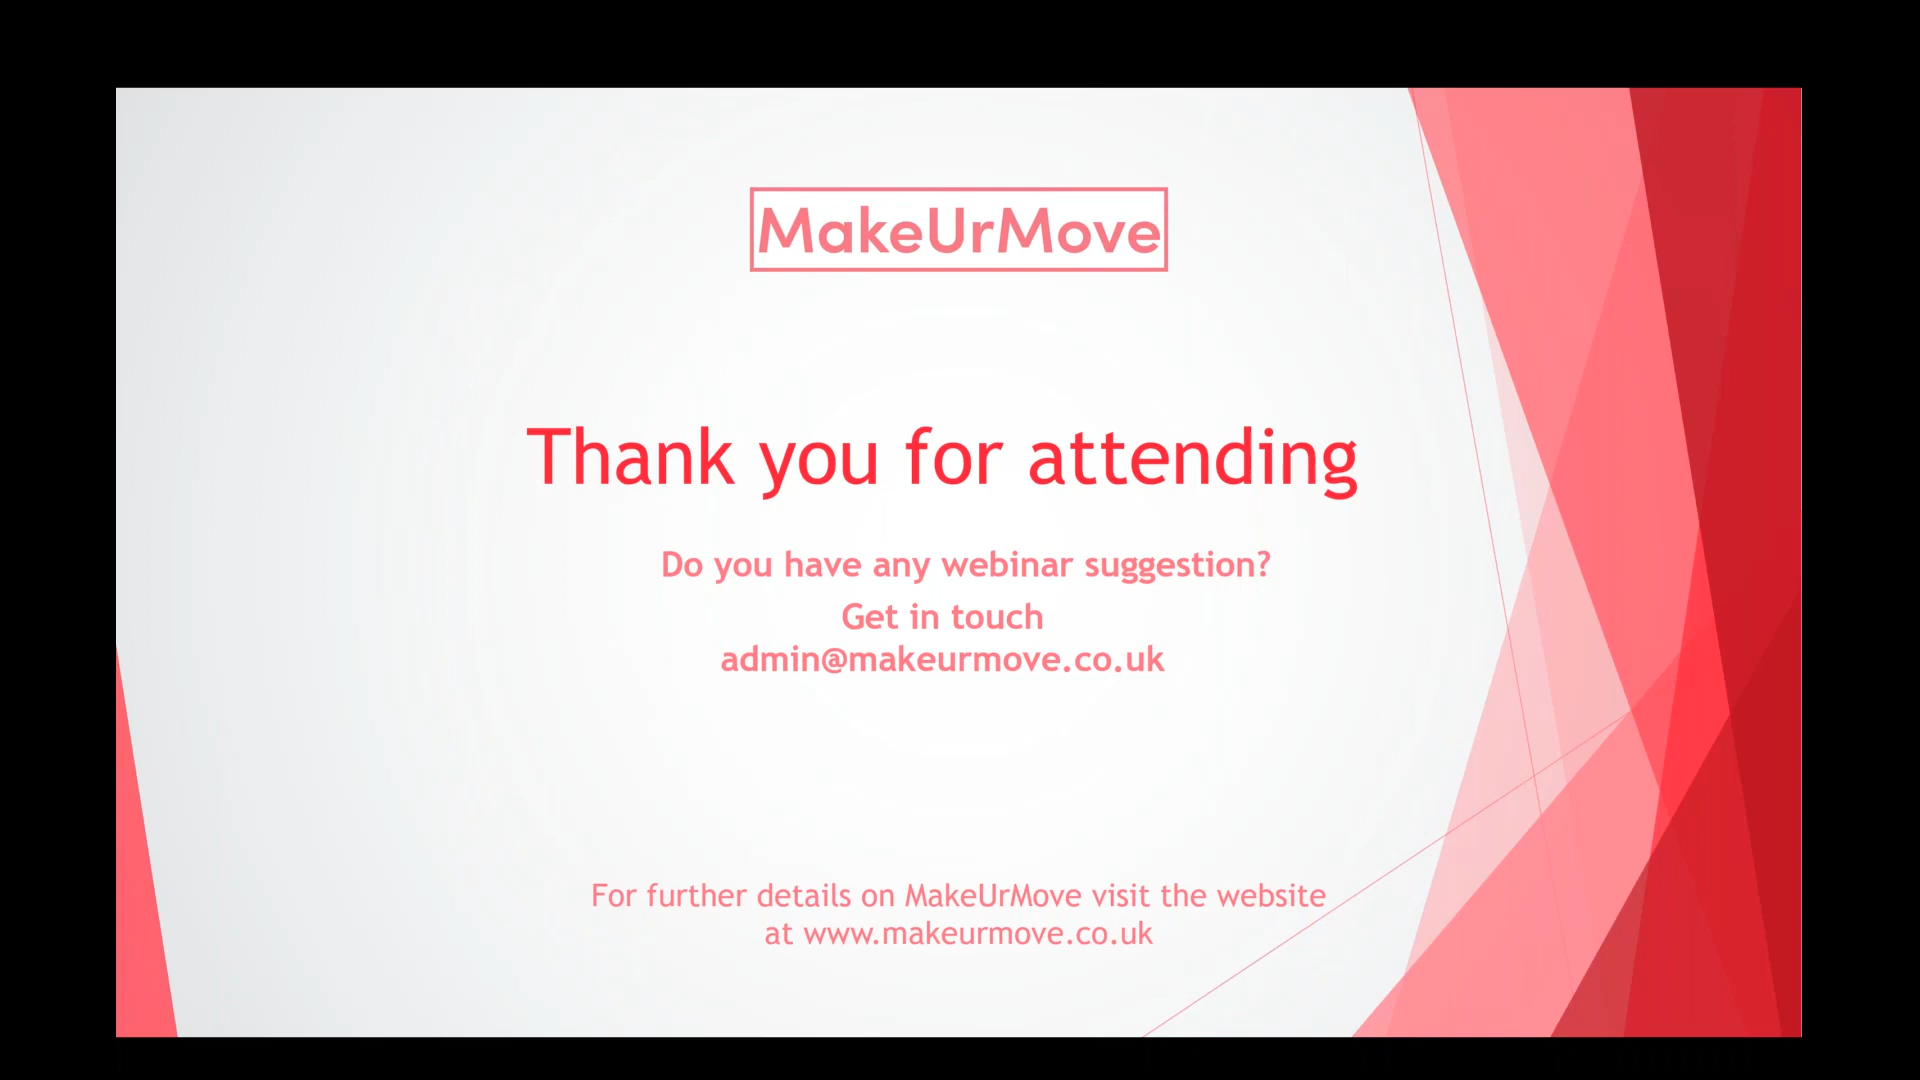 MakeUrMove
Thank you for attending
Do you have any webinar suggestion?
Get in touch
admin@makeurmove.co.uk
For further details on MakeUrMove visit the website
at www.makeurmove.co.uk